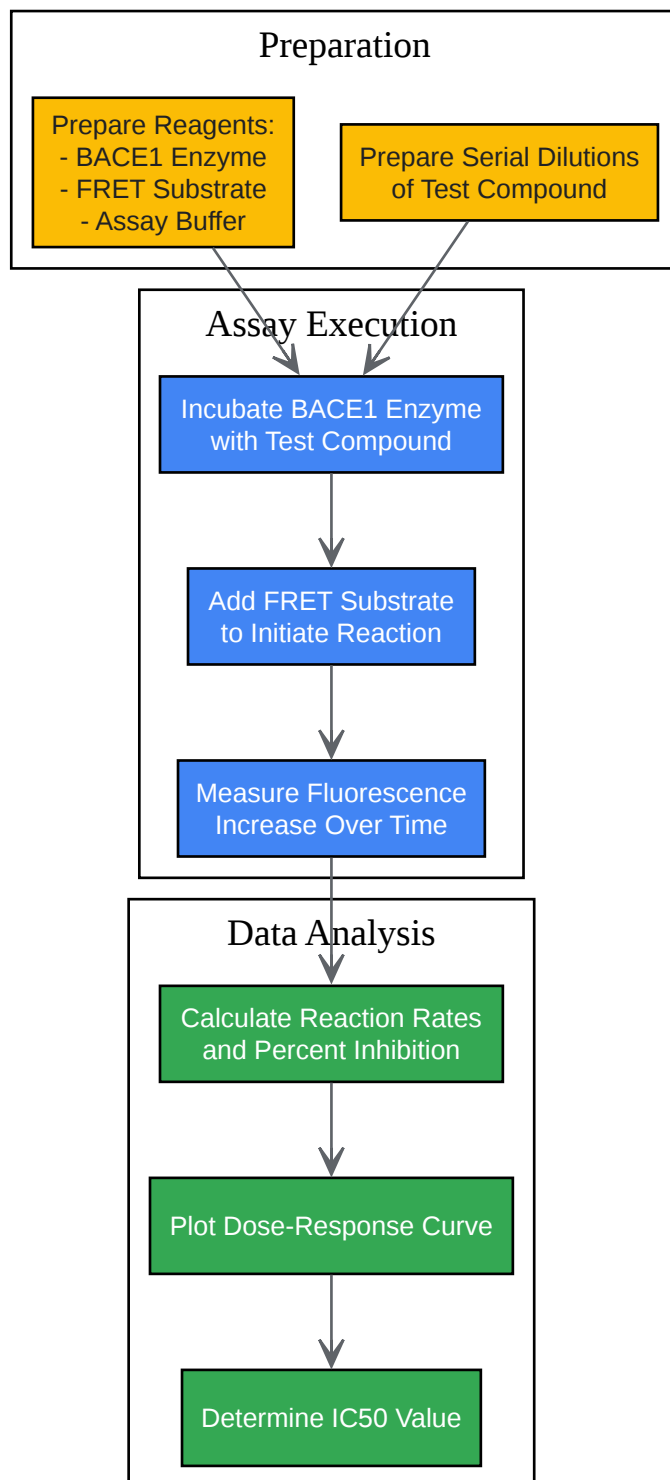 Preparation
Prepare Reagents:
- BACE1 Enzyme
- FRET Substrate
- Assay Buffer
Prepare Serial Dilutions
of Test Compound
Assay Execution
Incubate BACE1 Enzyme
with Test Compound
Add FRET Substrate
to Initiate Reaction
Measure Fluorescence
Increase Over Time
Data Analysis
Calculate Reaction Rates
and Percent Inhibition
Plot Dose-Response Curve
Determine IC50 Value